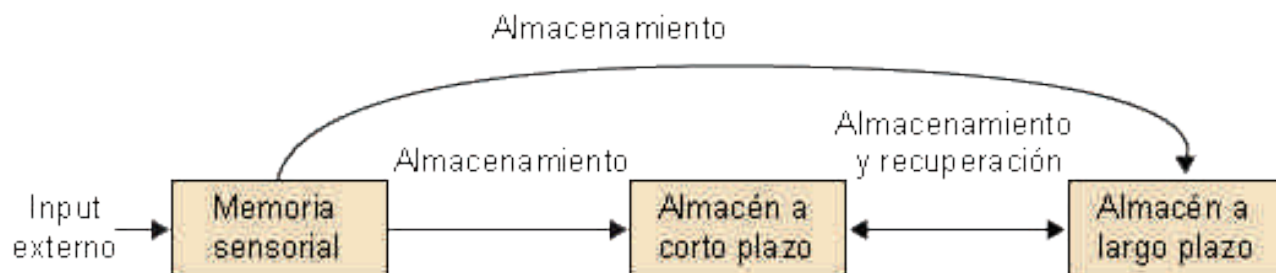 Almacenamiento
Almacenamiento
y recuperación
Almacenamiento
Input
externo
Memoria
sensorial
Almacén a
corto plazo
Almacén a
largo plazo